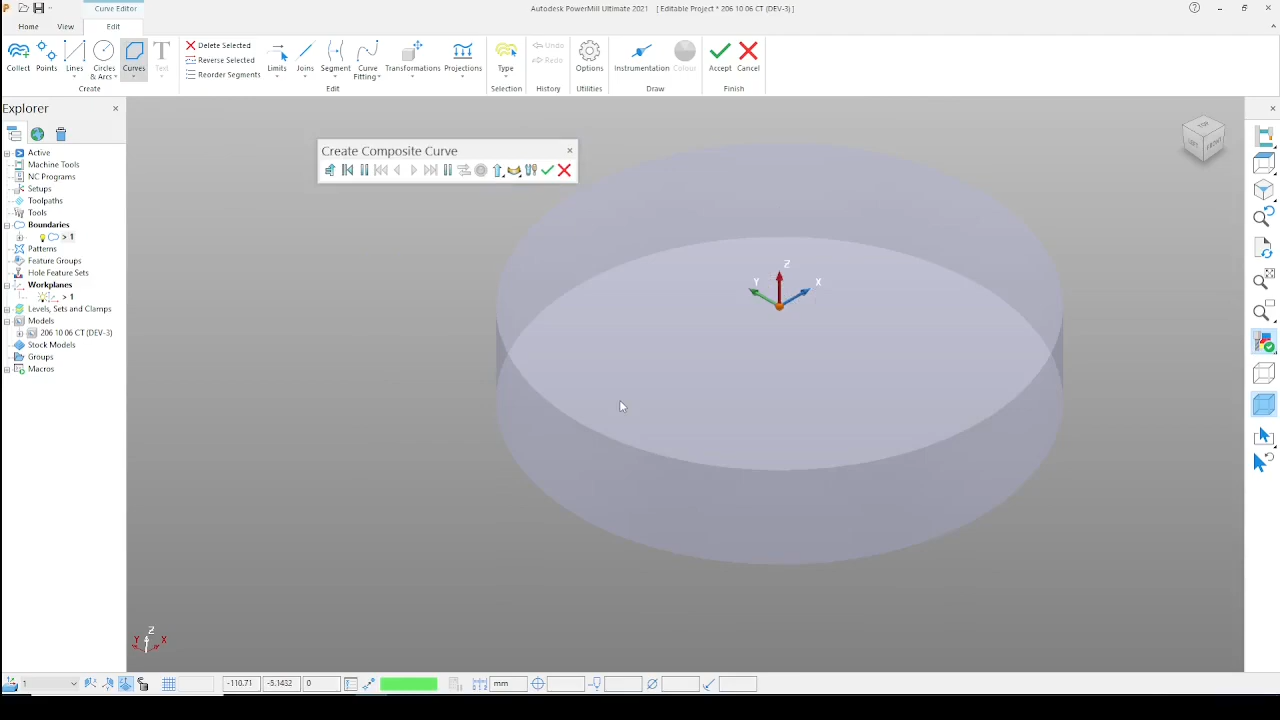 Curve Editor
Autodesk PowerMill Ultimate 2021 [ Editable Project * 206 10 06 CT (DEV-3) ]
Home View Edit
Collect Points Lines Circles & Arcs Curves Text
Create
Delete Selected
Reverse Selected
Reorder Segments
Limits Joins Segment Curve Fitting Transformations Projections
Edit
Type
Selection
Undo
Redo
History
Options
Utilities
Instrumentation Colour
Draw
Accept Cancel
Finish
Explorer
Active
Machine Tools
NC Programs
Setups
Toolpaths
Tools
Boundaries
> 1
Patterns
Feature Groups
Hole Feature Sets
Workplanes
> 1
Levels, Sets and Clamps
Models
206 10 06 CT (DEV-3)
Stock Models
Groups
Macros
Create Composite Curve
TOP
LEFT
FRONT
Z
Y
X
Z
Y
X
1
-110.71 -5.1432 0 mm